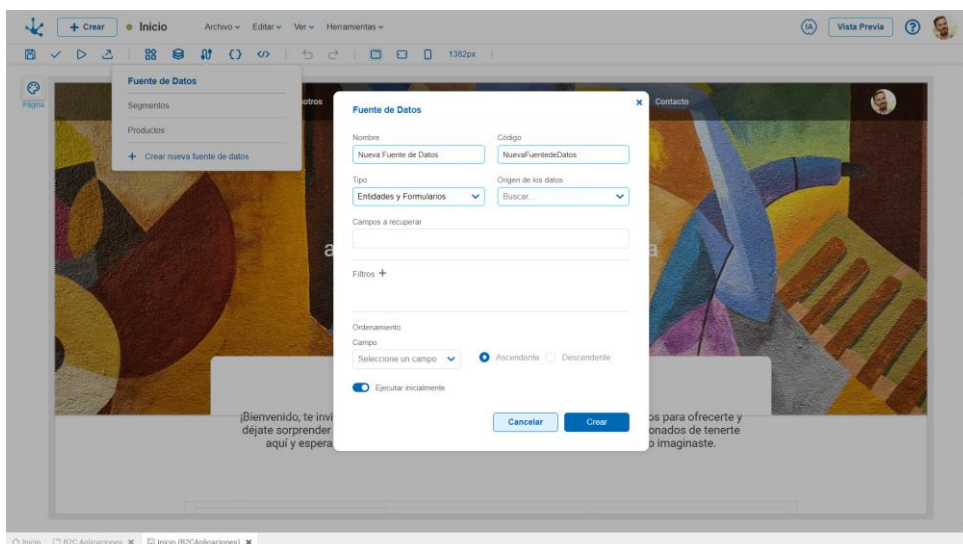 + Crear
Inicio
Archivo
Editar
Ver
Herramientas
IA
Vista Previa
?
1382px
Página
Fuente de Datos
Segmentos
Productos
+ Crear nueva fuente de datos
otros
Contacto
Fuente de Datos
Nombre
Código
Nueva Fuente de Datos
NuevaFuentedeDatos
Tipo
Origen de los datos
Entidades y Formularios
Buscar...
Campos a recuperar
Filtros +
Ordenamiento
Campo
Seleccione un campo
Ascendente
Descendente
Ejecutar inicialmente
Cancelar
Crear
¡Bienvenido, te invi
os para ofrecerte y
déjate sorprender
onados de tenerte
aquí y espera
o imaginaste.
Inicio
B2C Aplicaciones
Inicio (B2CAplicaciones)